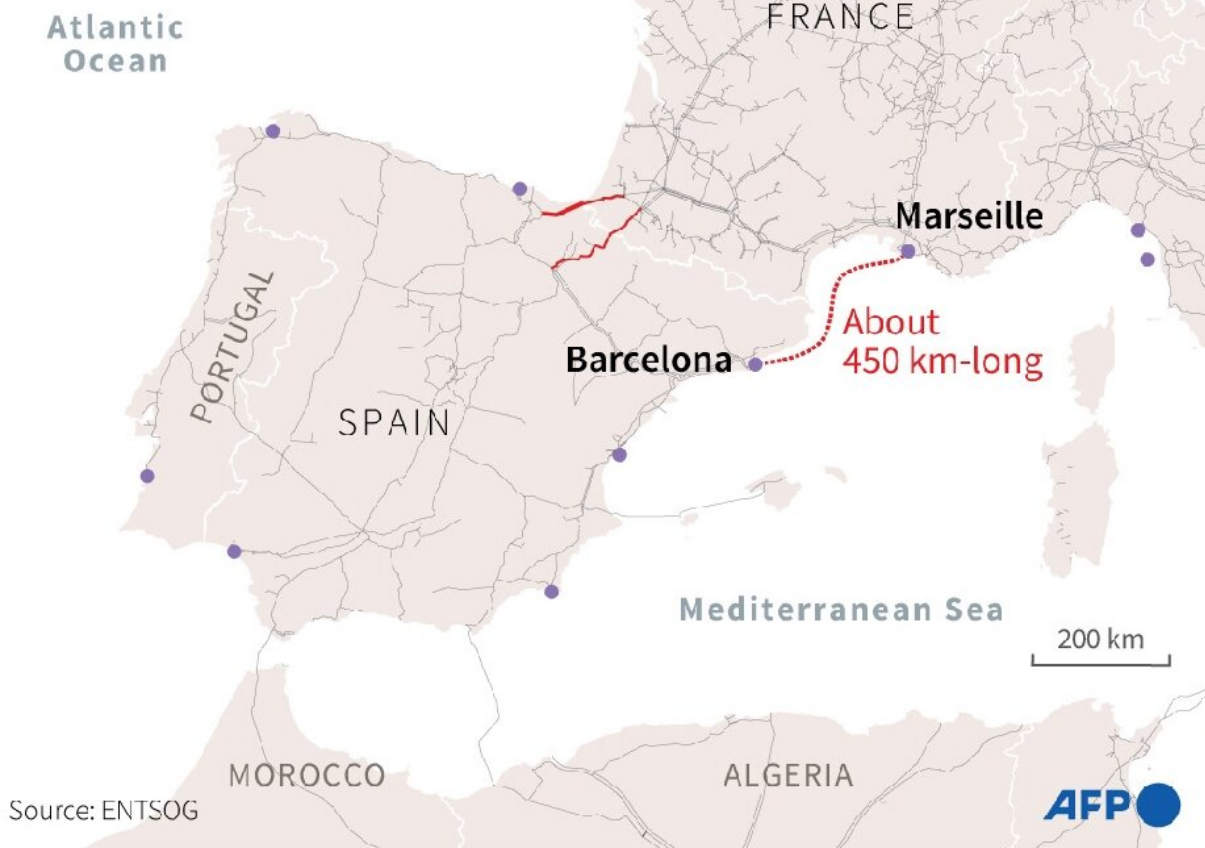 FRANCE
Atlantic
Ocean
Marseille
PORTUGAL
About
450 km-long
Barcelona
SPAIN
Mediterranean Sea
200 km
MOROCCO
ALGERIA
Source: ENTSOG
AFP